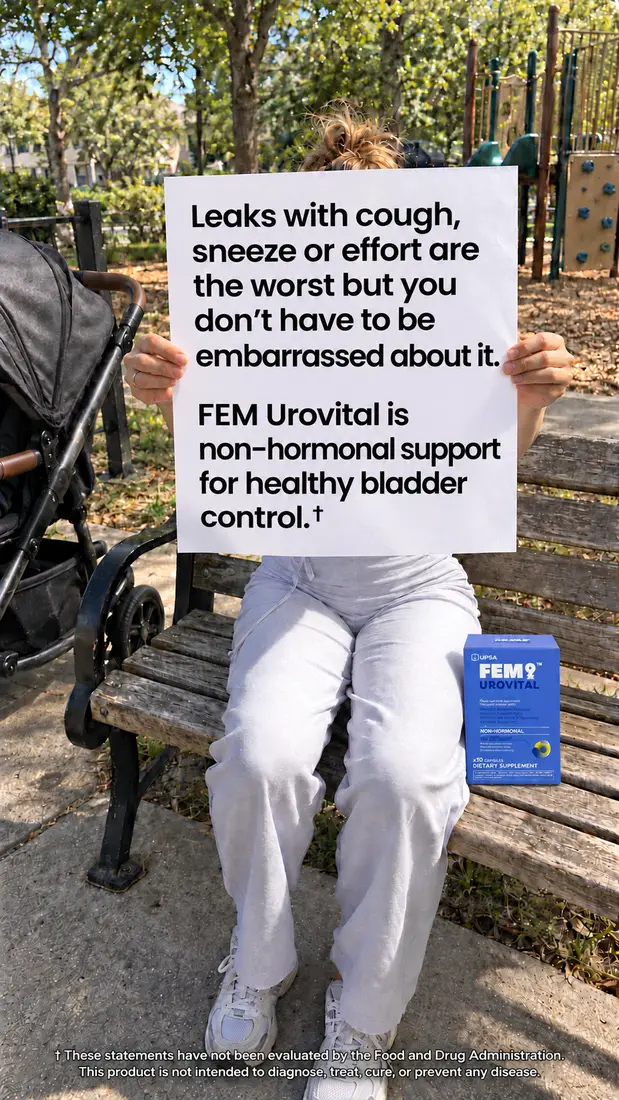 Leaks with cough,
sneeze or effort are
the worst but you
don't have to be
embarrassed about it.
FEM Urovital is
non-hormonal support
for healthy bladder
control.†
UPSA
FEM™
UROVITAL
NON-HORMONAL
x30 CAPSULES
DIETARY SUPPLEMENT
† These statements have not been evaluated by the Food and Drug Administration.
This product is not intended to diagnose, treat, cure, or prevent any disease.